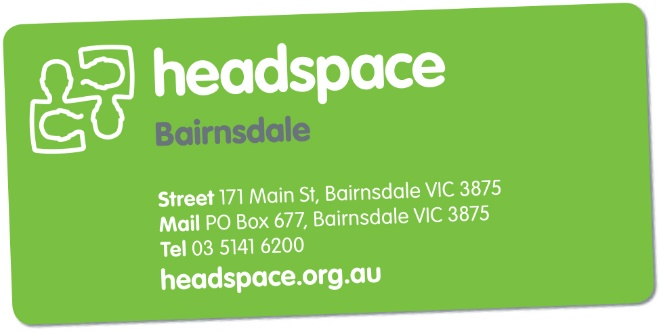 headspace
Bairnsdale
Street 171 Main St, Bairnsdale VIC 3875
Mail PO Box 677, Bairnsdale VIC 3875
Tel 03 5141 6200
headspace.org.au